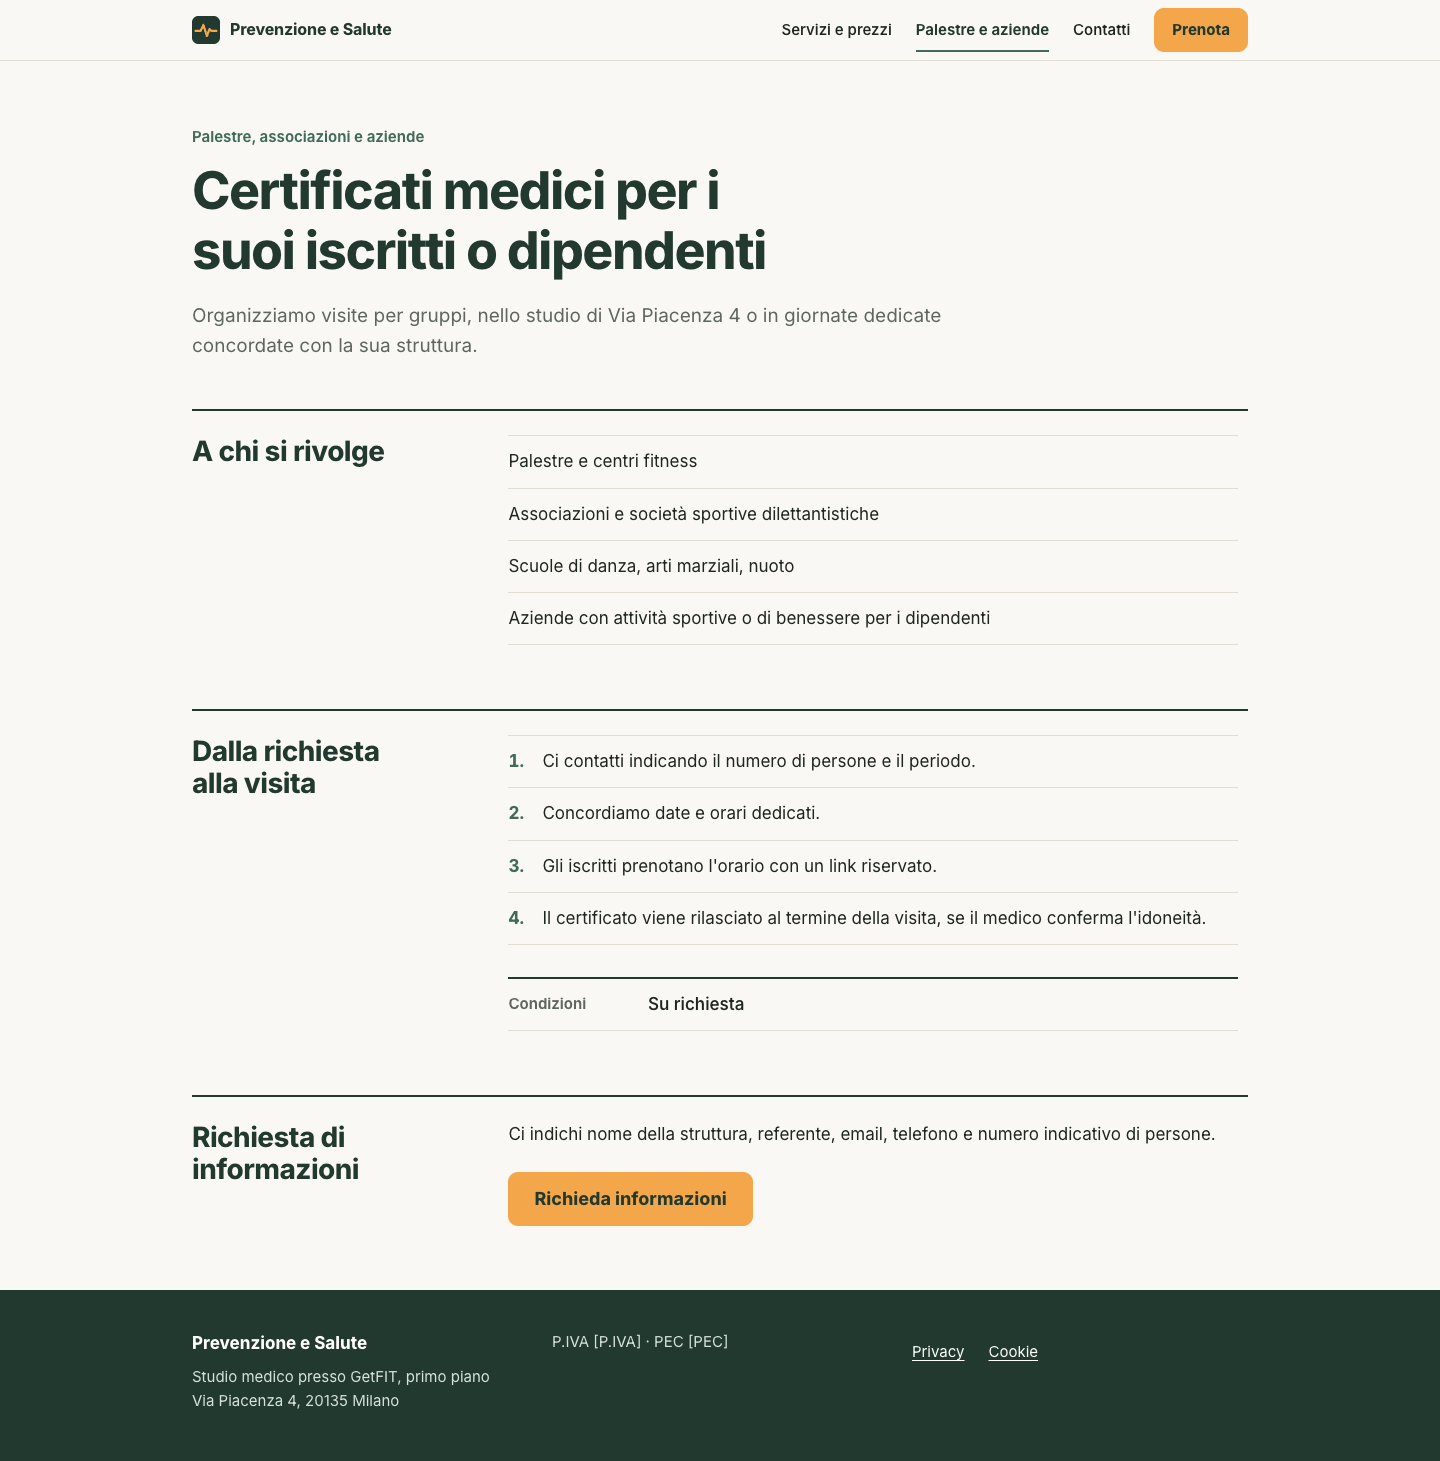 Prevenzione e Salute
Servizi e prezzi
Palestre e aziende
Contatti
Prenota
Palestre, associazioni e aziende
Certificati medici per i
suoi iscritti o dipendenti
Organizziamo visite per gruppi, nello studio di Via Piacenza 4 o in giornate dedicate
concordate con la sua struttura.
A chi si rivolge
Palestre e centri fitness
Associazioni e società sportive dilettantistiche
Scuole di danza, arti marziali, nuoto
Aziende con attività sportive o di benessere per i dipendenti
Dalla richiesta
alla visita
1. Ci contatti indicando il numero di persone e il periodo.
2. Concordiamo date e orari dedicati.
3. Gli iscritti prenotano l'orario con un link riservato.
4. Il certificato viene rilasciato al termine della visita, se il medico conferma l'idoneità.
Condizioni Su richiesta
Richiesta di
informazioni
Ci indichi nome della struttura, referente, email, telefono e numero indicativo di persone.
Richieda informazioni
Prevenzione e Salute
Studio medico presso GetFIT, primo piano
Via Piacenza 4, 20135 Milano
P.IVA [P.IVA] · PEC [PEC]
Privacy Cookie